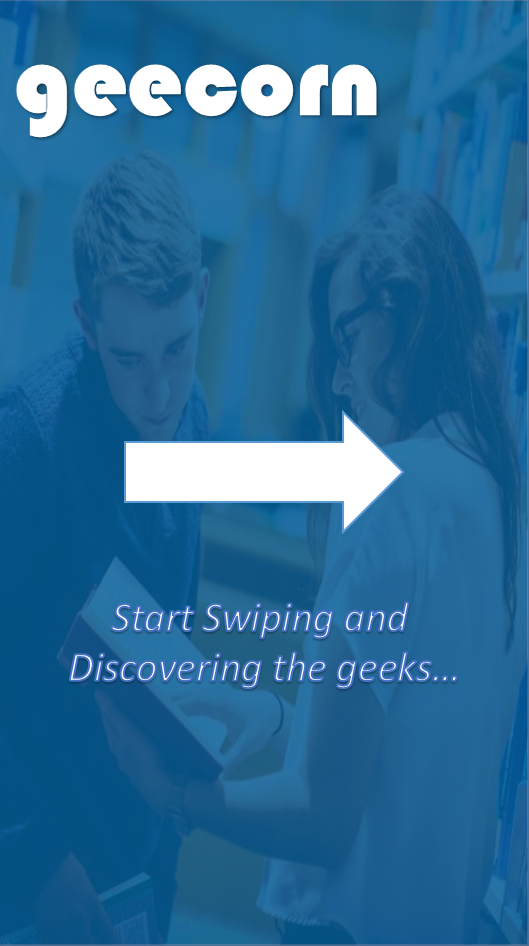 geecorn
Start Swiping and
Discovering the geeks...